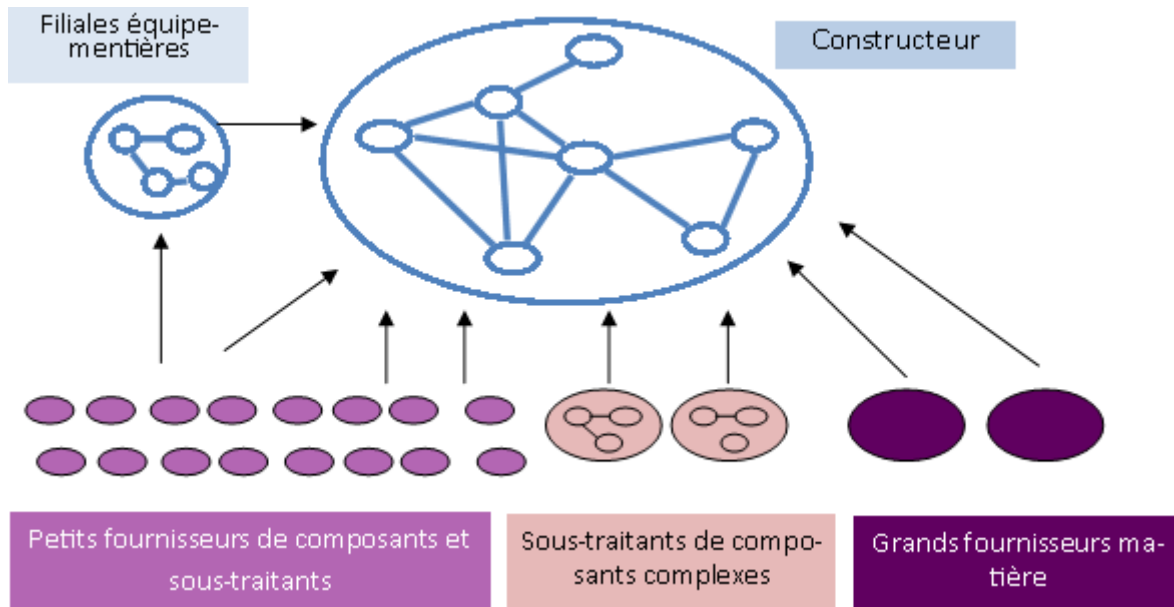 Filiales équipe-
mentières
Constructeur
Petits fournisseurs de composants et
sous-traitants
Sous-traitants de compo-
sants complexes
Grands fournisseurs ma-
tière